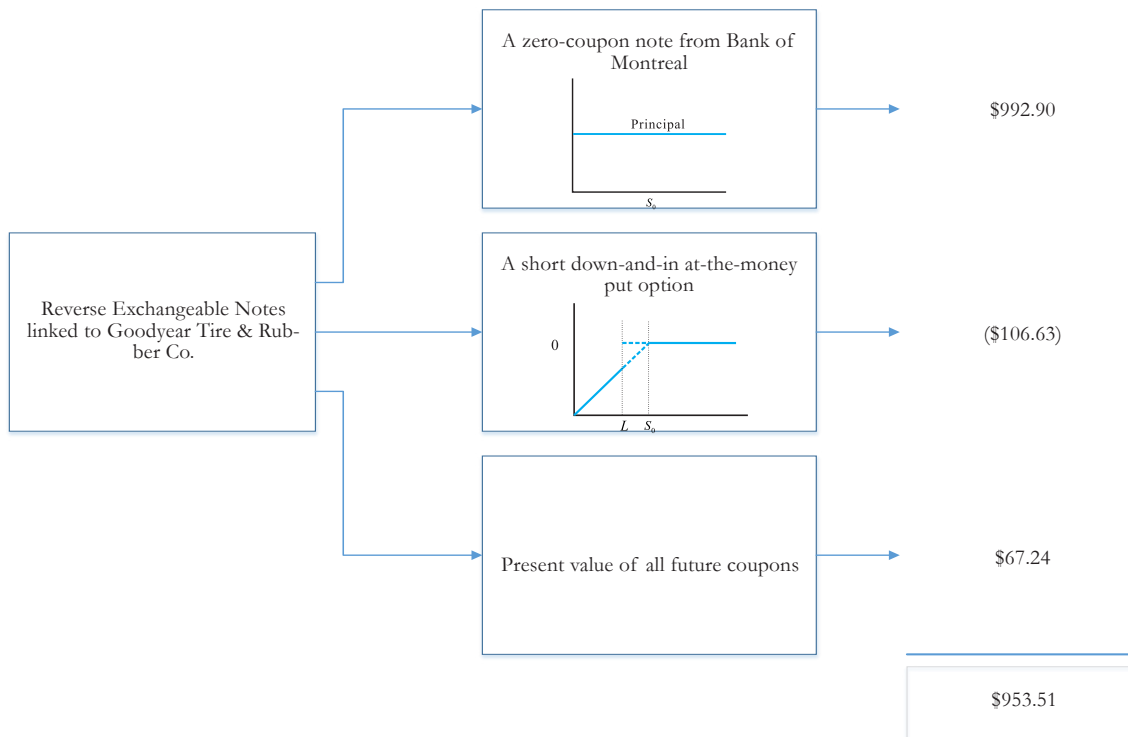 A zero-coupon note from Bank of
Montreal
Principal
S₀
$992.90
Reverse Exchangeable Notes
linked to Goodyear Tire & Rub-
ber Co.
A short down-and-in at-the-money
put option
0
L S₀
($106.63)
Present value of all future coupons
$67.24
$953.51